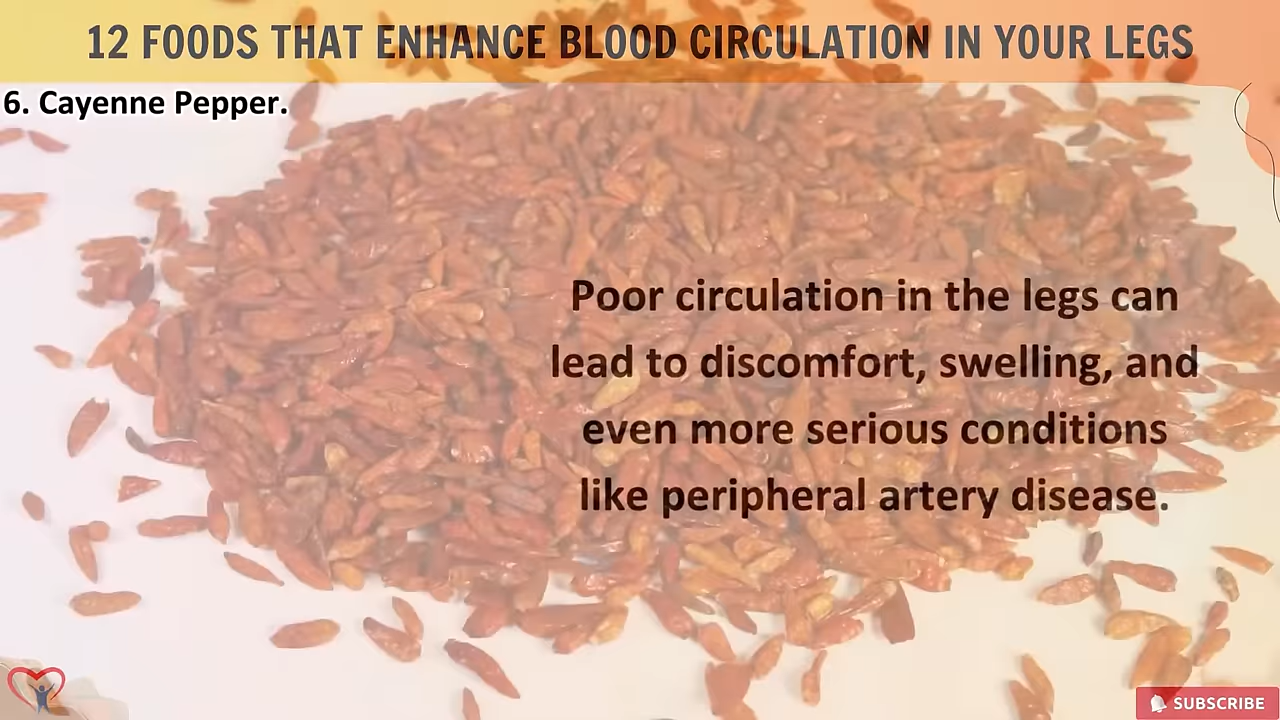 12 FOODS THAT ENHANCE BLOOD CIRCULATION IN YOUR LEGS
6. Cayenne Pepper.
Poor circulation in the legs can
lead to discomfort, swelling, and
even more serious conditions
like peripheral artery disease.
SUBSCRIBE